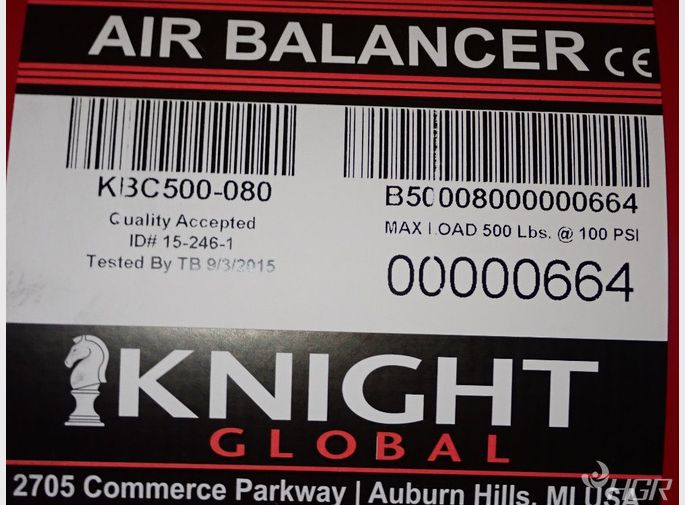 AIR BALANCER CE
KBC500-080
Quality Accepted
ID# 15-246-1
Tested By TB 9/3/2015
B50008000000664
MAX LOAD 500 Lbs. @ 100 PSI
00000664
KNIGHT
GLOBAL
2705 Commerce Parkway | Auburn Hills, MI USA
HGR